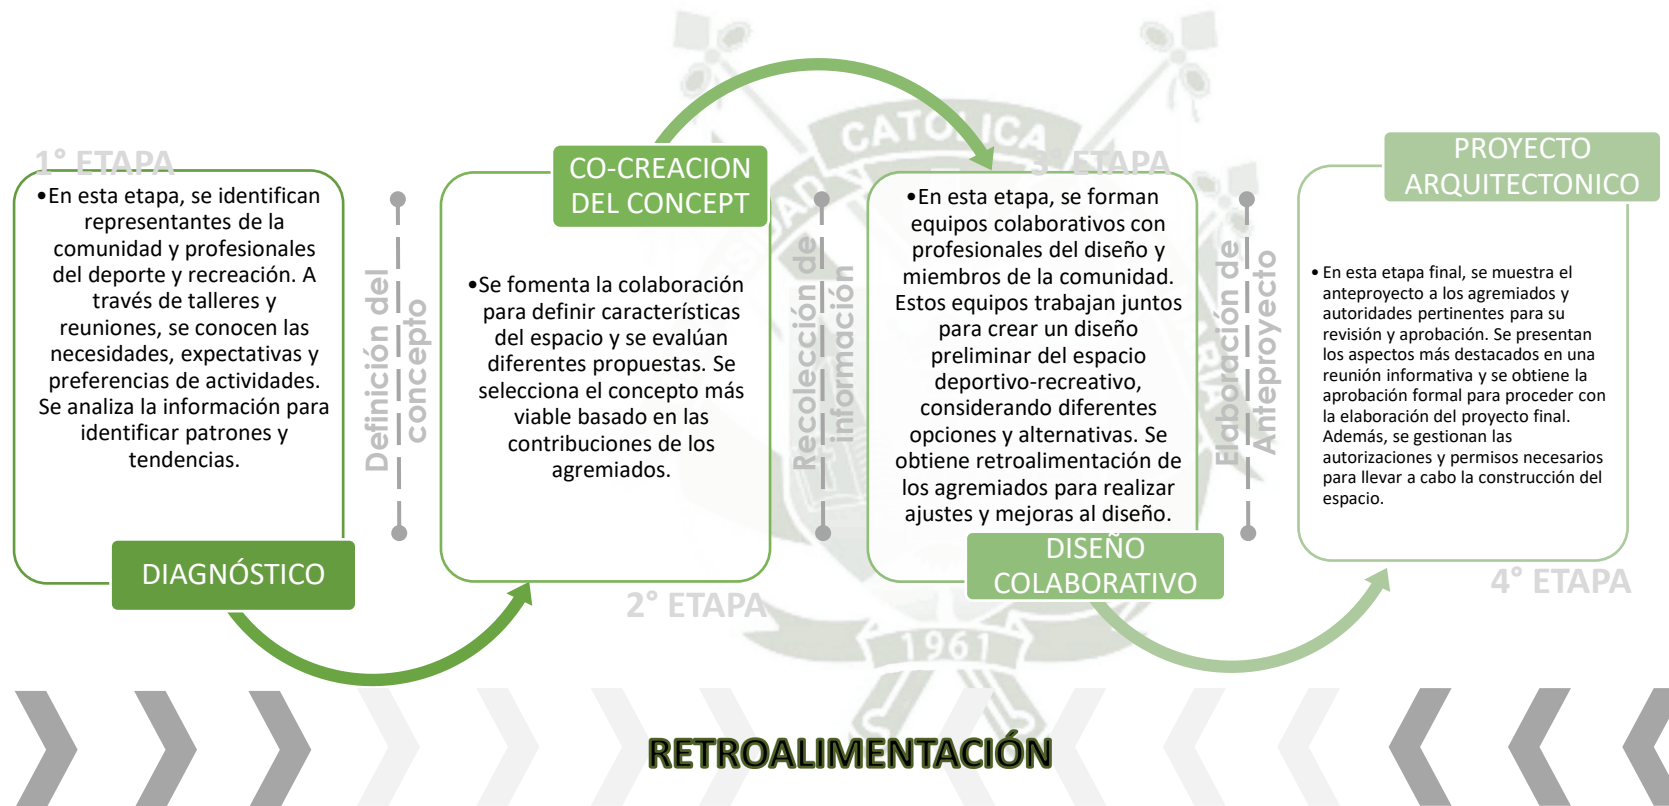 1° ETAPA
•En esta etapa, se identifican
representantes de la
comunidad y profesionales
del deporte y recreación. A
través de talleres y
reuniones, se conocen las
necesidades, expectativas y
preferencias de actividades.
Se analiza la información para
identificar patrones y
tendencias.
DIAGNÓSTICO
Definición del
concepto
CO-CREACION
DEL CONCEPT
•Se fomenta la colaboración
para definir características
del espacio y se evalúan
diferentes propuestas. Se
selecciona el concepto más
viable basado en las
contribuciones de los
agremiados.
2° ETAPA
Recolección de
información
3° ETAPA
•En esta etapa, se forman
equipos colaborativos con
profesionales del diseño y
miembros de la comunidad.
Estos equipos trabajan juntos
para crear un diseño
preliminar del espacio
deportivo-recreativo,
considerando diferentes
opciones y alternativas. Se
obtiene retroalimentación de
los agremiados para realizar
ajustes y mejoras al diseño.
DISEÑO
COLABORATIVO
Elaboración de
Anteproyecto
PROYECTO
ARQUITECTONICO
• En esta etapa final, se muestra el
anteproyecto a los agremiados y
autoridades pertinentes para su
revisión y aprobación. Se presentan
los aspectos más destacados en una
reunión informativa y se obtiene la
aprobación formal para proceder con
la elaboración del proyecto final.
Además, se gestionan las
autorizaciones y permisos necesarios
para llevar a cabo la construcción del
espacio.
4° ETAPA
CATOLICA
1961
RETROALIMENTACIÓN